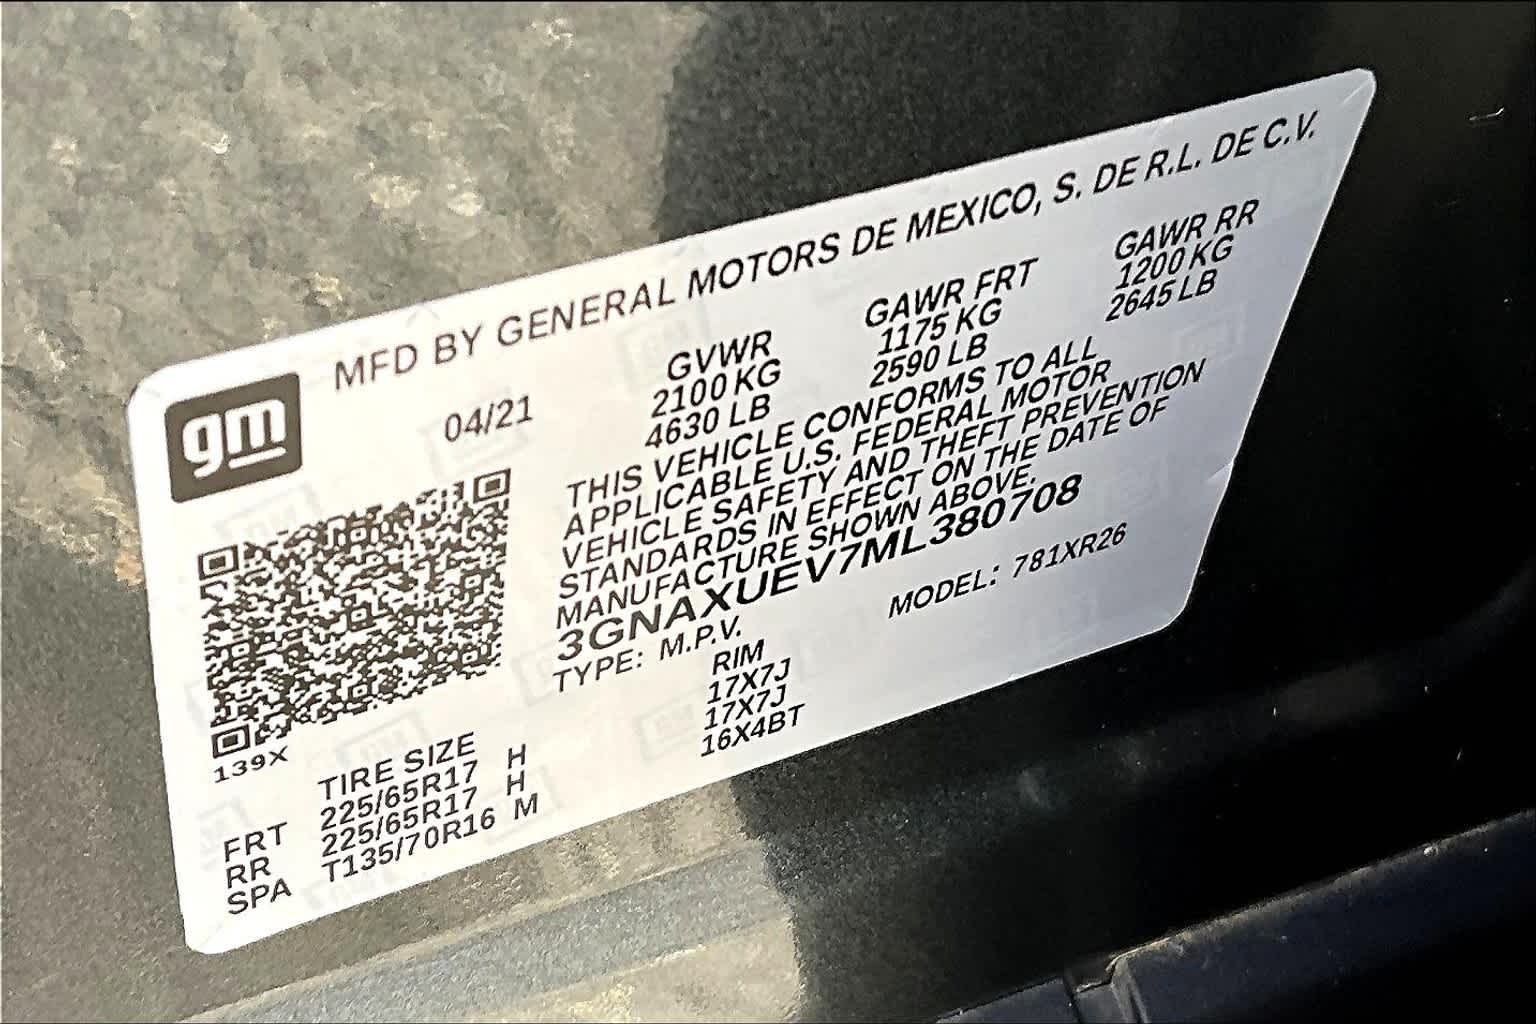 MFD BY GENERAL MOTORS DE MEXICO, S. DE R.L. DE C.V.
gm
04/21
GVWR GAWR FRT GAWR RR
2100 KG 1175 KG 1200 KG
4630 LB 2590 LB 2645 LB
THIS VEHICLE CONFORMS TO ALL
APPLICABLE U.S. FEDERAL MOTOR
VEHICLE SAFETY AND THEFT PREVENTION
STANDARDS IN EFFECT ON THE DATE OF
MANUFACTURE SHOWN ABOVE.
3GNAXUEV7ML380708
TYPE: M.P.V. MODEL: 781XR26
139X
TIRE SIZE RIM
FRT 225/65R17 H 17X7J
RR 225/65R17 H 17X7J
SPA T135/70R16 M 16X4BT